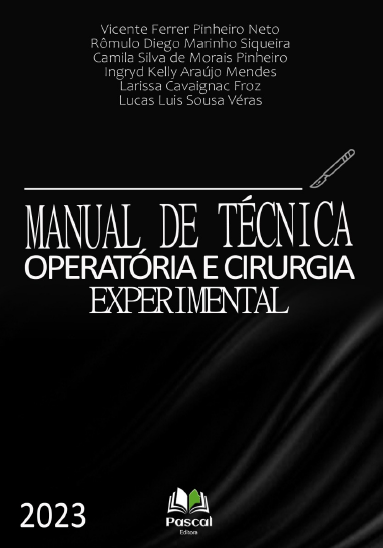 Vicente Ferrer Pinheiro Neto
Rômulo Diego Marinho Siqueira
Camila Silva de Morais Pinheiro
Ingryd Kelly Araújo Mendes
Larissa Cavaignac Froz
Lucas Luis Sousa Véras
MANUAL DE TÉCNICA
OPERATÓRIA E CIRURGIA
EXPERIMENTAL
2023
Pascal
Editora